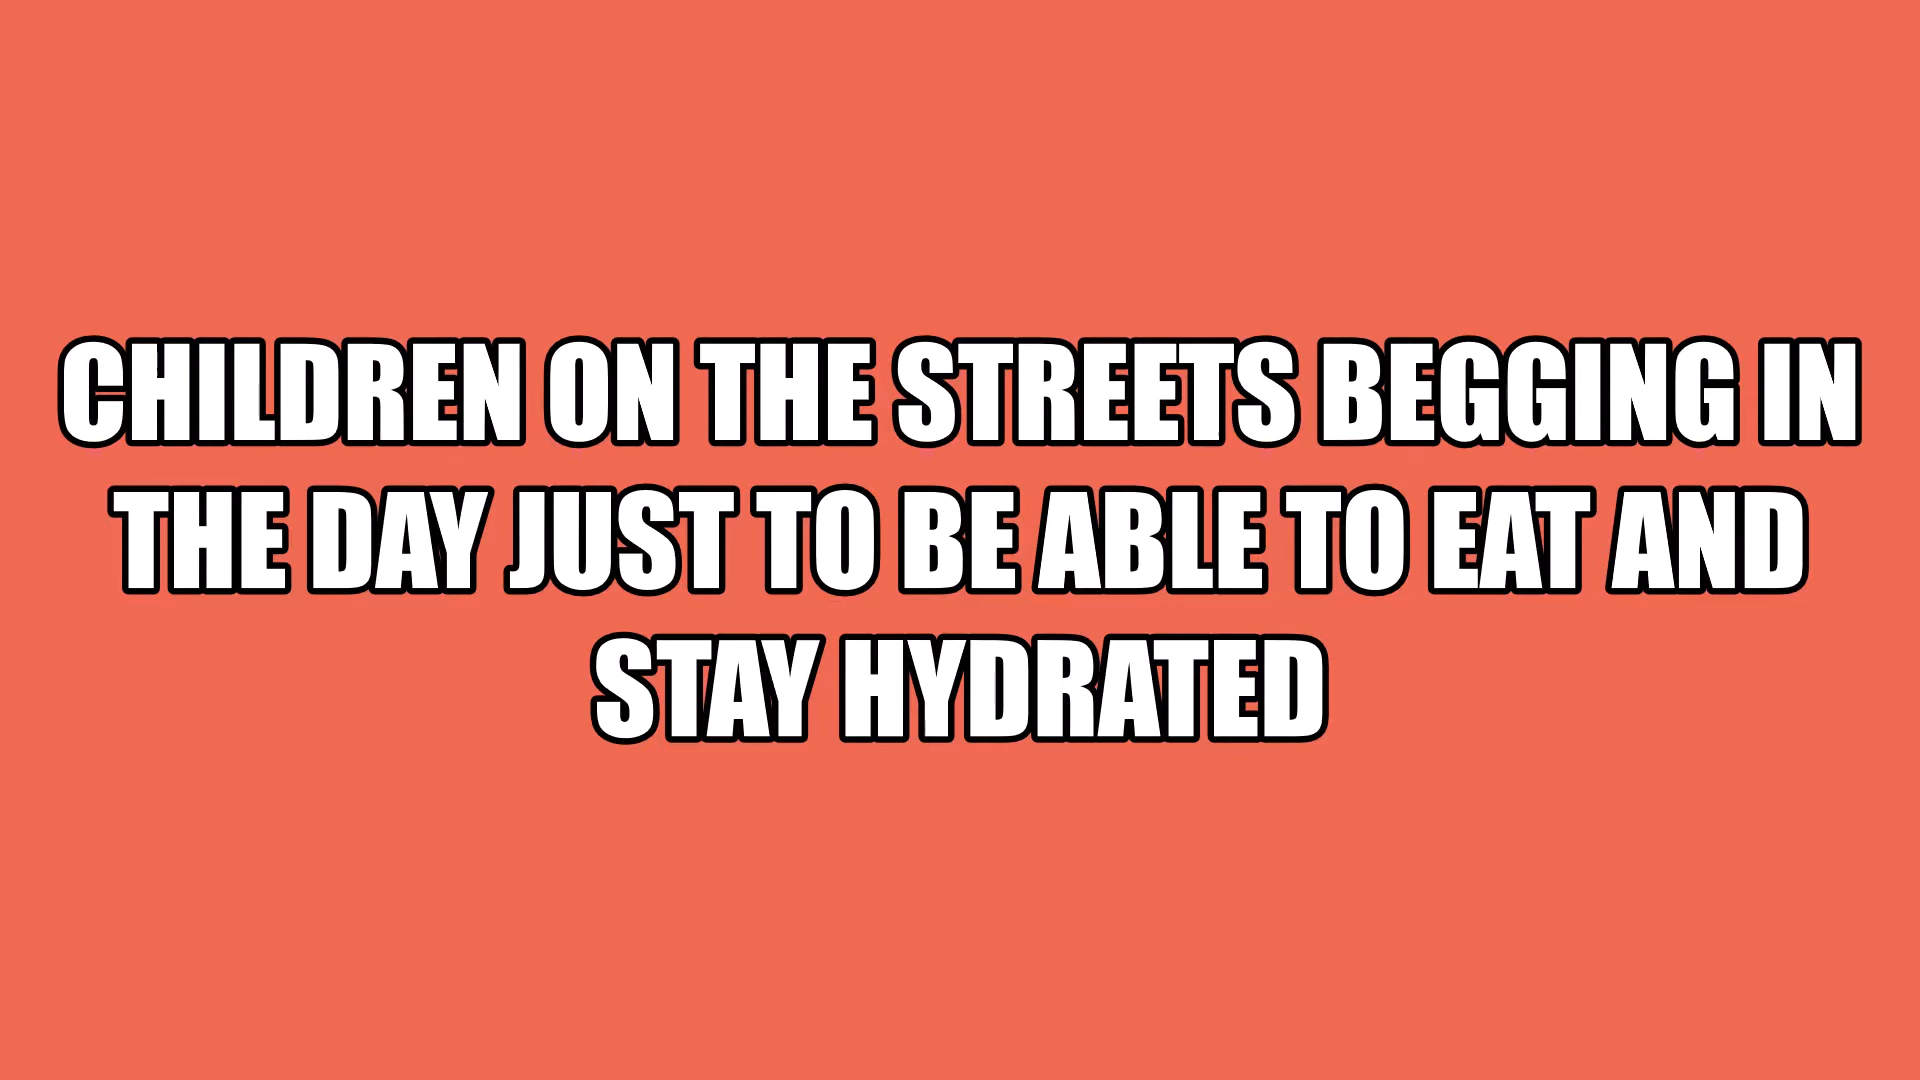 CHILDREN ON THE STREETS BEGGING IN
THE DAY JUST TO BE ABLE TO EAT AND
STAY HYDRATED